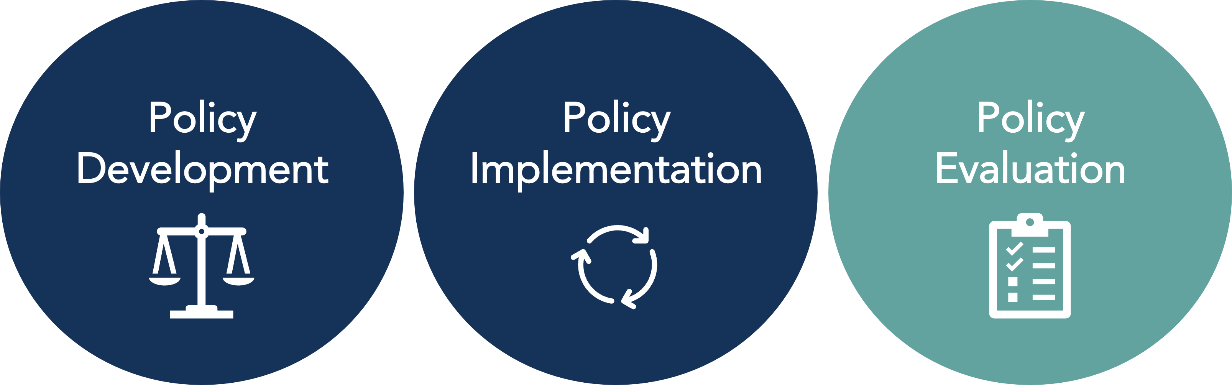 Policy
Development
Policy
Implementation
Policy
Evaluation